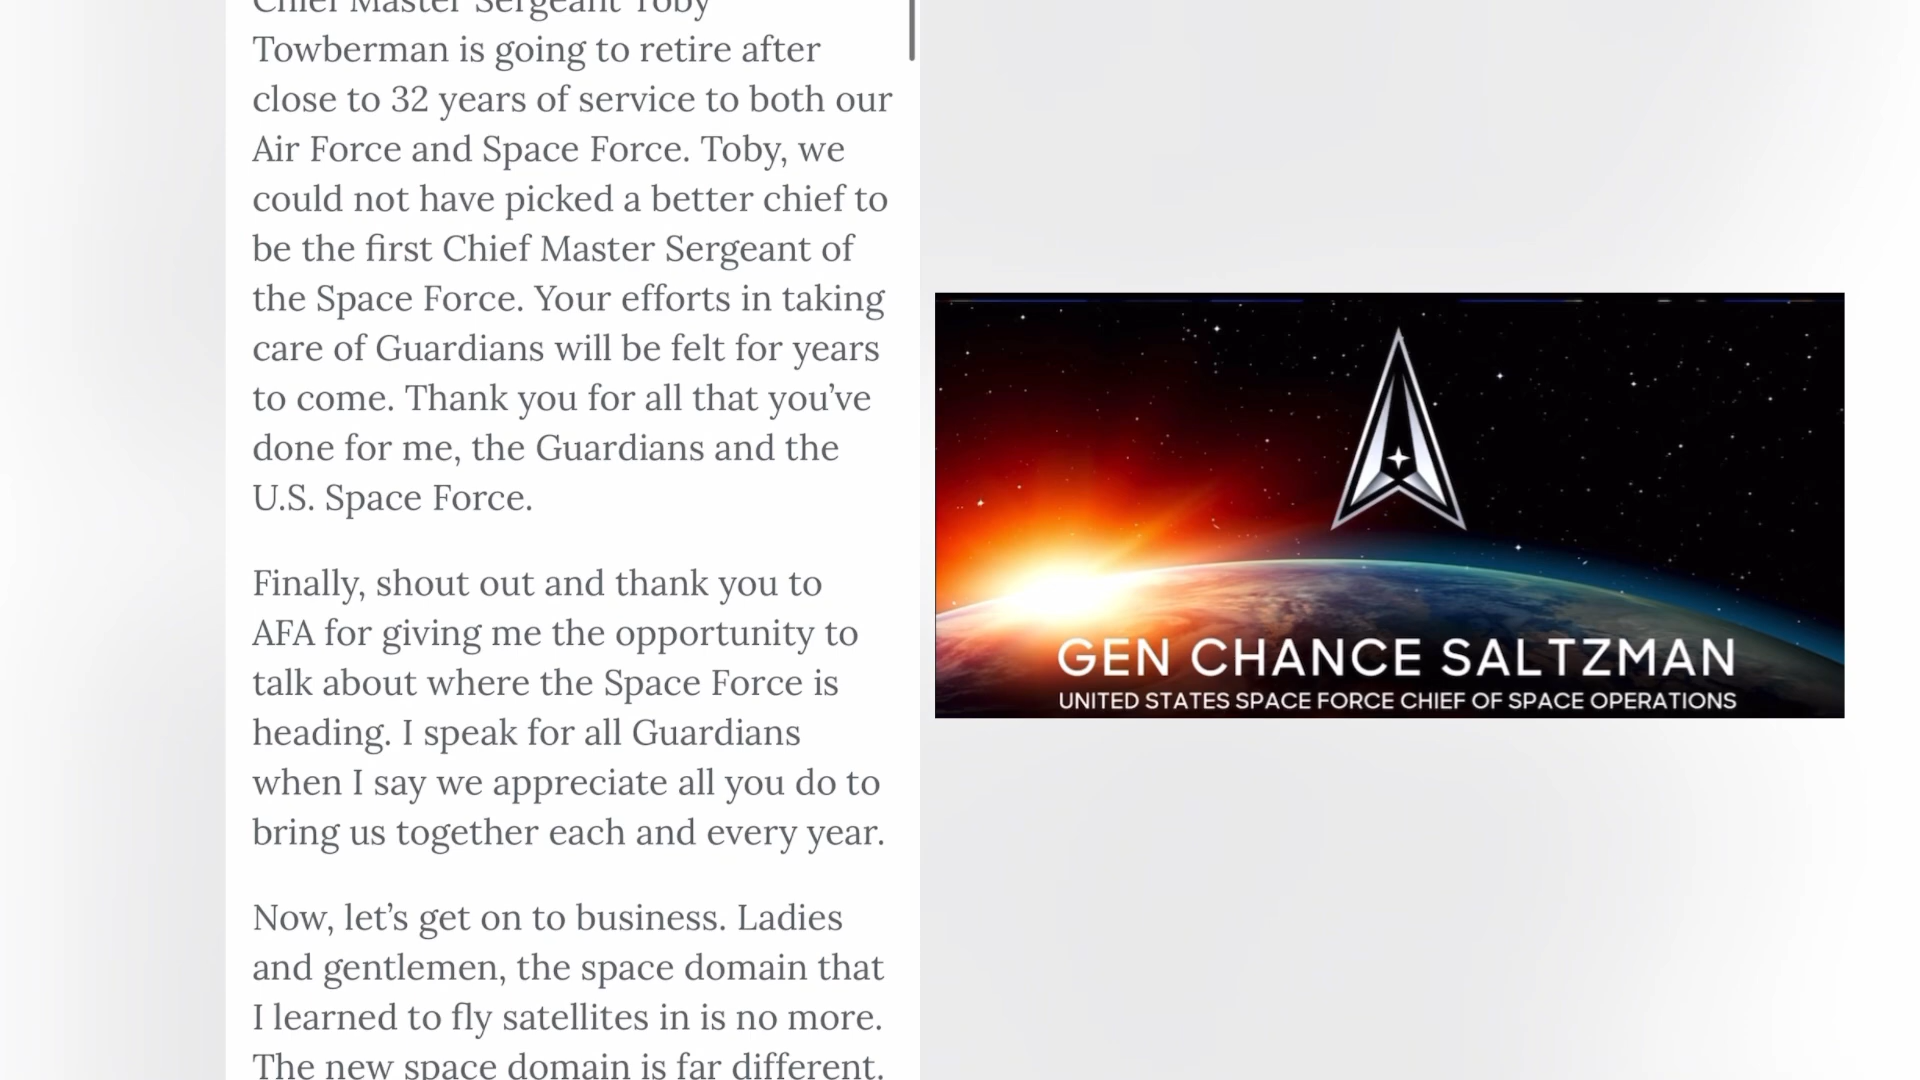 Chief Master Sergeant Toby
Towberman is going to retire after
close to 32 years of service to both our
Air Force and Space Force. Toby, we
could not have picked a better chief to
be the first Chief Master Sergeant of
the Space Force. Your efforts in taking
care of Guardians will be felt for years
to come. Thank you for all that you’ve
done for me, the Guardians and the
U.S. Space Force.
Finally, shout out and thank you to
AFA for giving me the opportunity to
talk about where the Space Force is
heading. I speak for all Guardians
when I say we appreciate all you do to
bring us together each and every year.
Now, let’s get on to business. Ladies
and gentlemen, the space domain that
I learned to fly satellites in is no more.
The new space domain is far different.
GEN CHANCE SALTZMAN
UNITED STATES SPACE FORCE CHIEF OF SPACE OPERATIONS